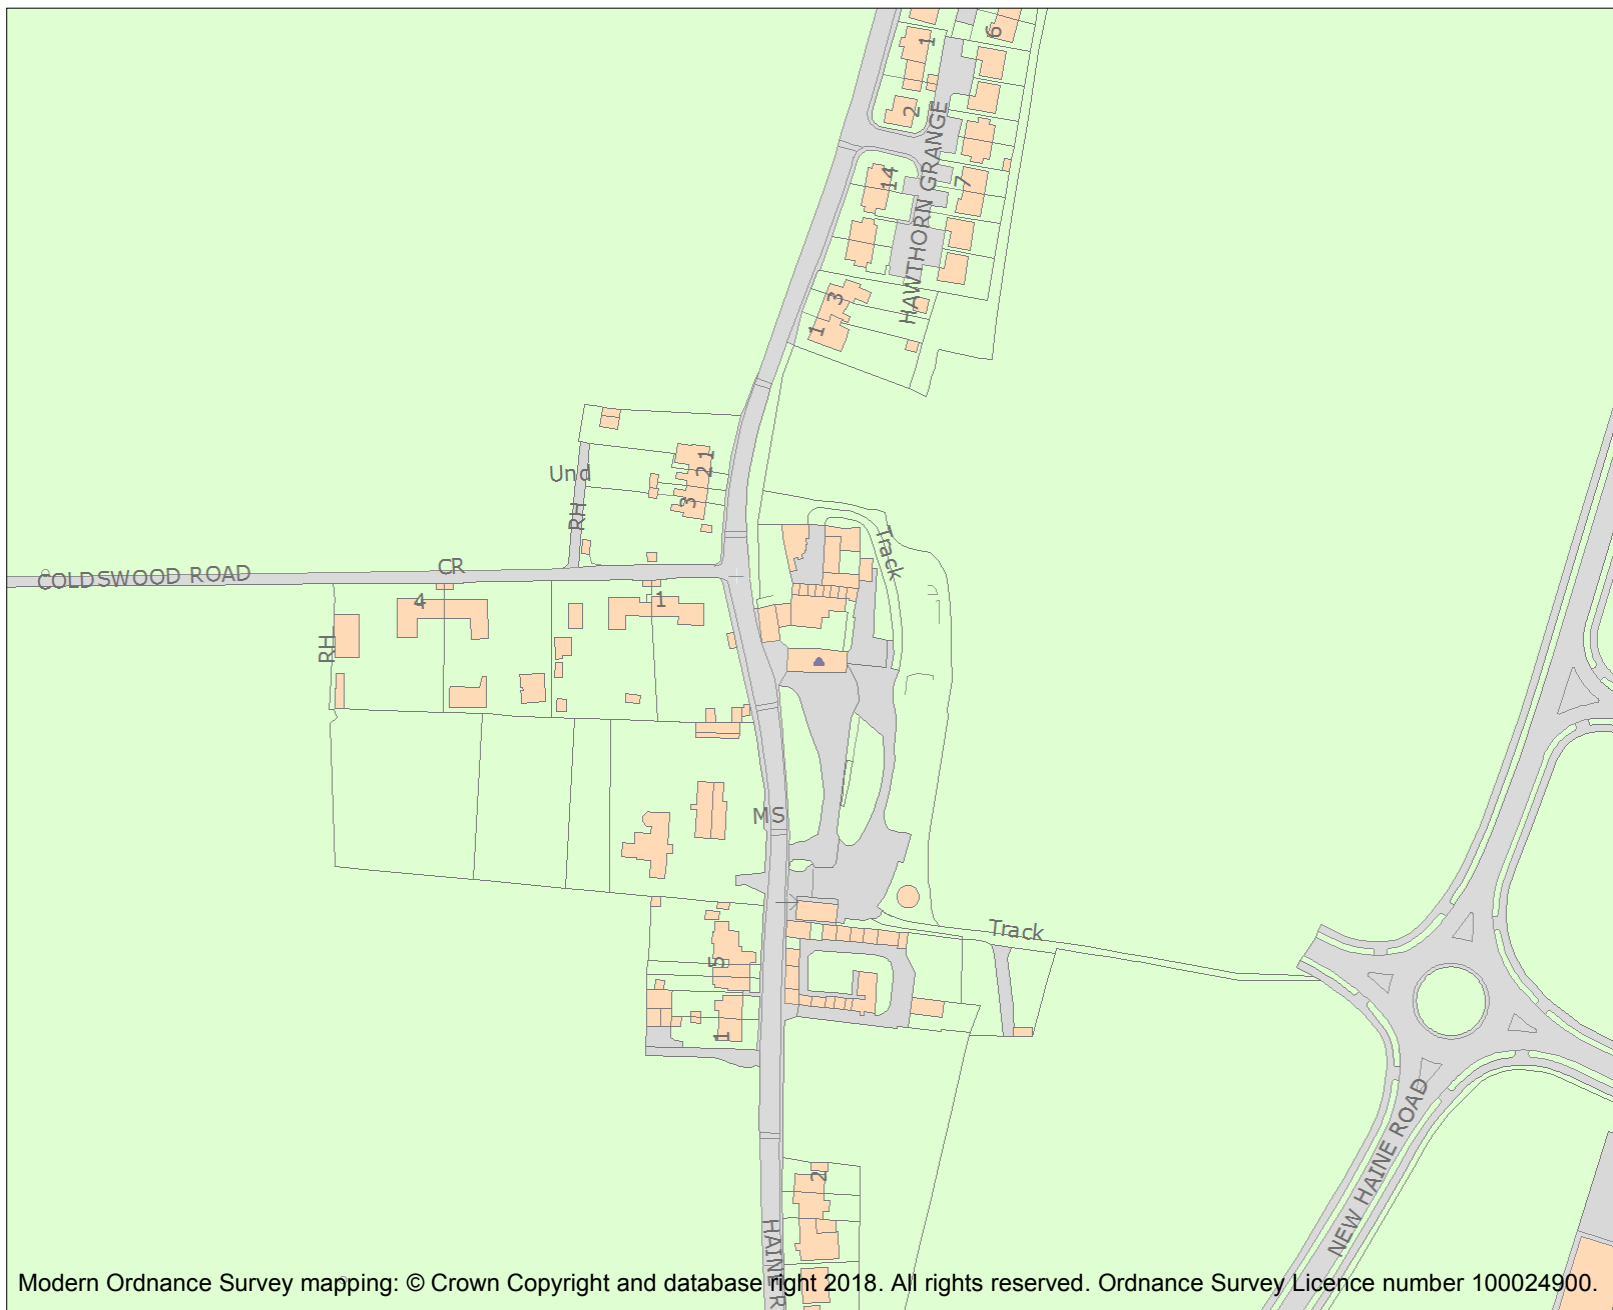 6
1
2
HAWTHORN GRANGE
14
7
3
1
1
2
3
Und
RH
Track
CR
COLDSWOOD ROAD
4
1
RH
MS
Track
5
1
NEW HAINE ROAD
2
HAINE R
Modern Ordnance Survey mapping: © Crown Copyright and database right 2018. All rights reserved. Ordnance Survey Licence number 100024900.